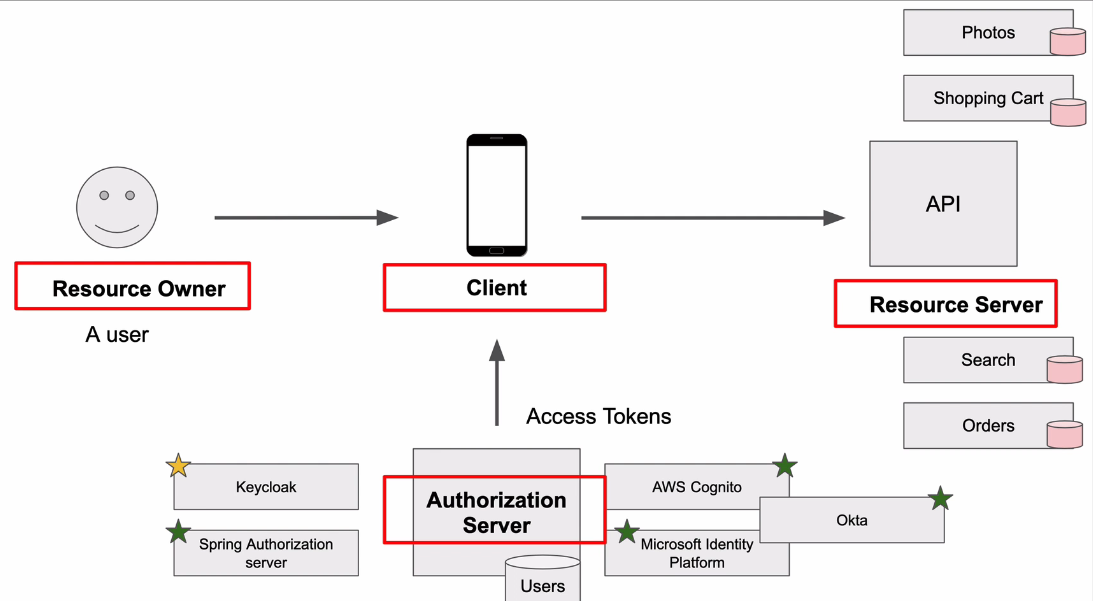 Photos
Shopping Cart
API
Resource Owner
Client
Resource Server
A user
Search
Access Tokens
Orders
Keycloak
Authorization
Server
AWS Cognito
Okta
Spring Authorization
server
Microsoft Identity
Platform
Users